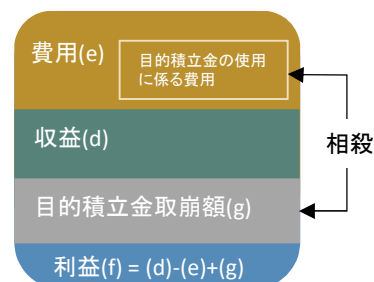 費用(e)
目的積立金の使用
に係る費用
収益(d)
相殺
目的積立金取崩額(g)
利益(f) = (d)-(e)+(g)